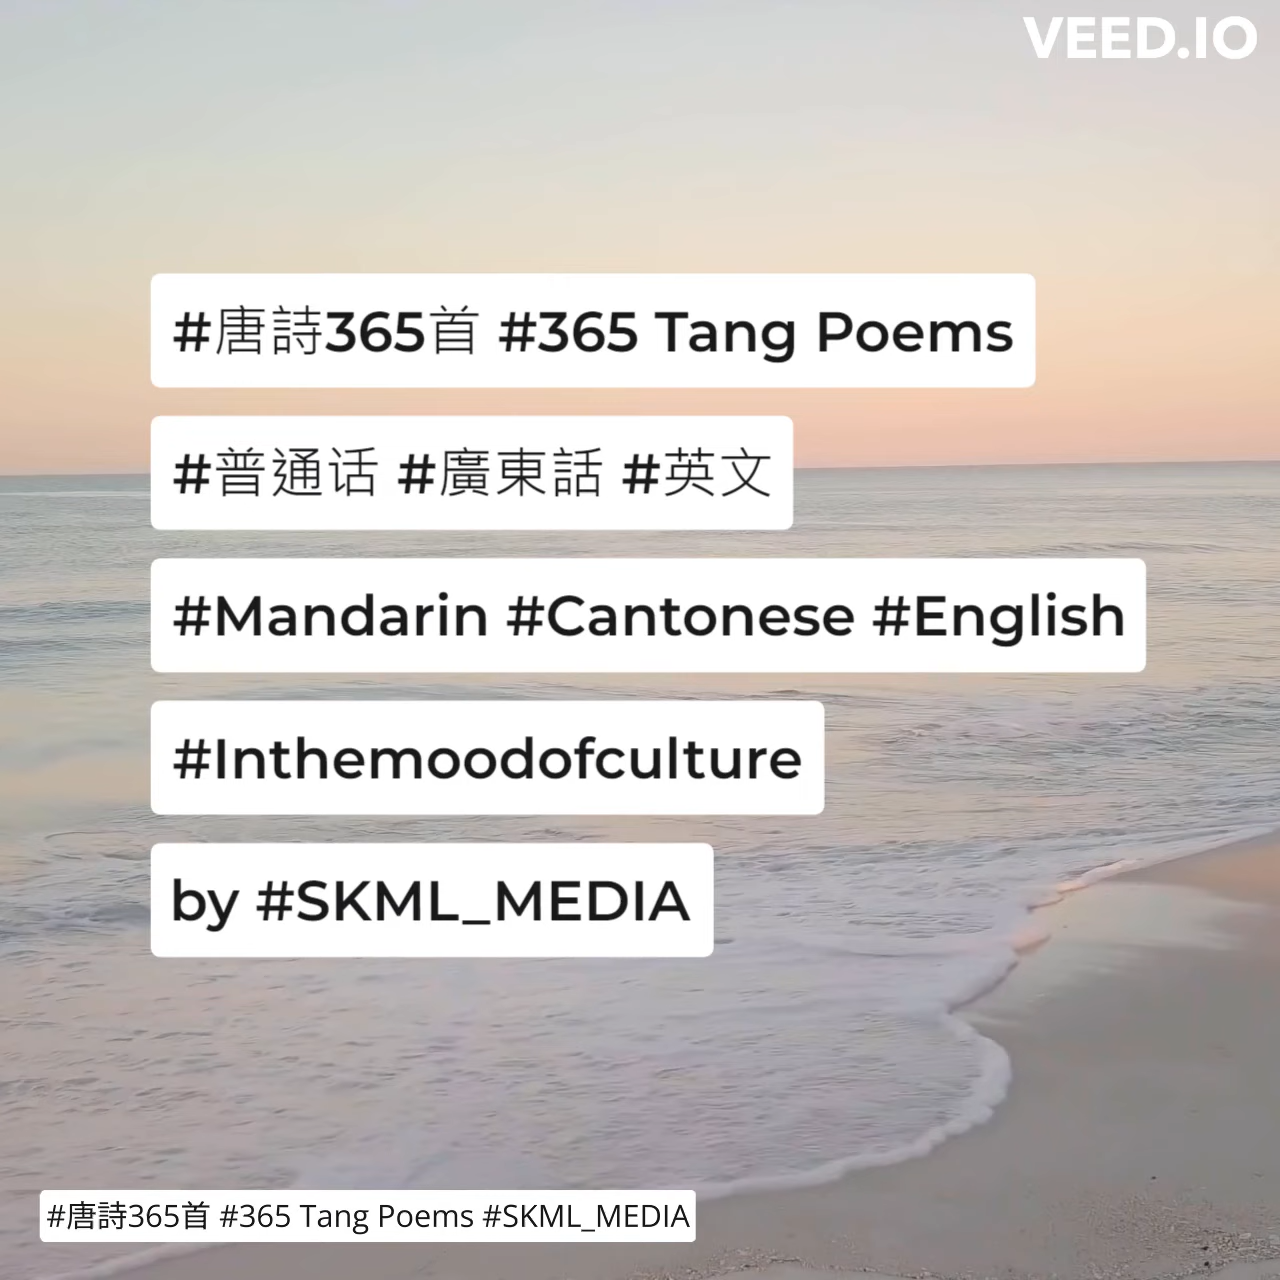 VEED.IO
#唐詩365首 #365 Tang Poems
#普通话 #廣東話 #英文
#Mandarin #Cantonese #English
#Inthemoodofculture
by #SKML_MEDIA
#唐詩365首 #365 Tang Poems #SKML_MEDIA